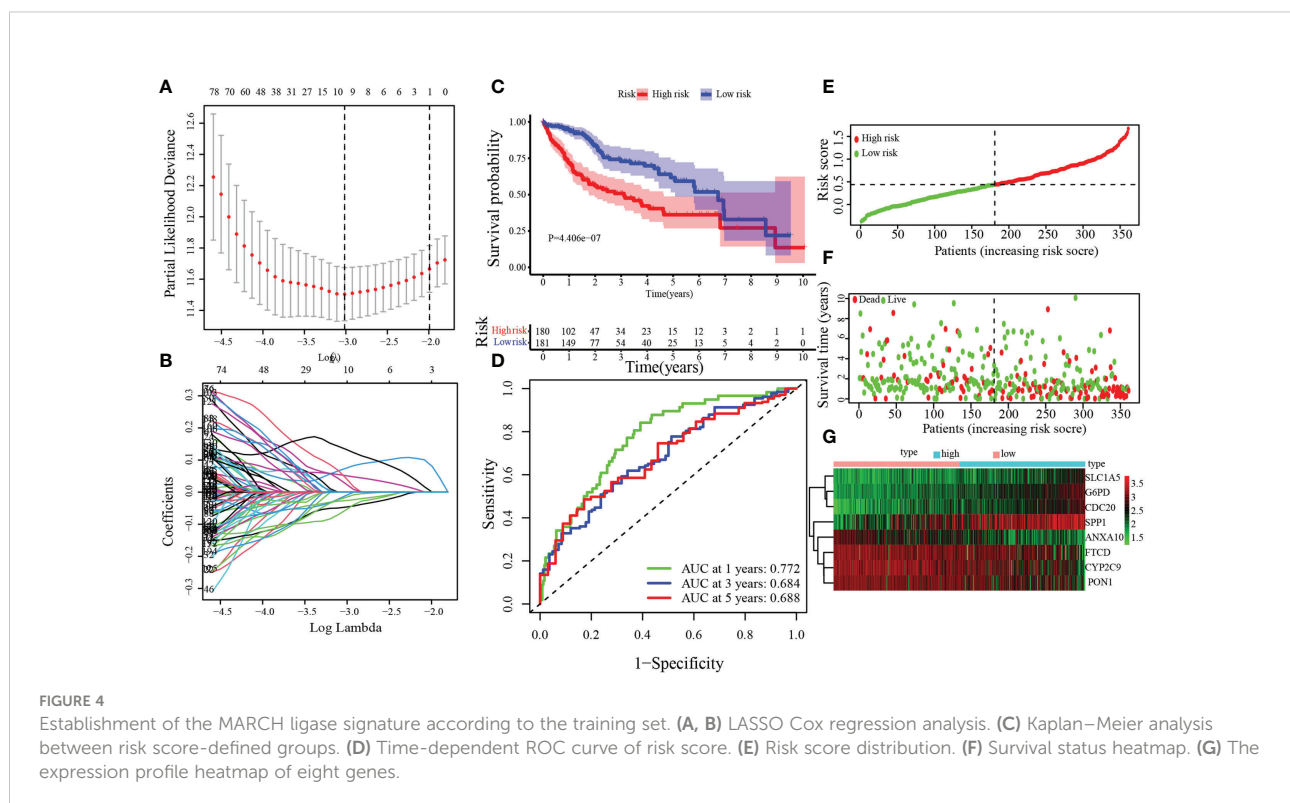 A
78 70 60 48 38 31 27 15 10 9 8 6 6 3 1 0
Partial Likelihood Deviance
12.6
12.4
12.2
12.0
11.8
11.6
11.4
−4.5 −4.0 −3.5 −3.0 −2.5 −2.0
B
74 48 29 10 6 3
Coefficients
0.3
0.2
0.1
0.0
−0.1
−0.2
−0.3
46
−4.5 −4.0 −3.5 −3.0 −2.5 −2.0
Log Lambda
C
Risk High risk Low risk
Survival probability
1.00
0.75
0.50
0.25
0.00
P=4.406e−07
0 1 2 3 4 5 6 7 8 9 10
Time(years)
Risk
High risk 180 102 47 34 23 15 12 3 2 1 1
Low risk 181 149 77 54 40 25 13 5 4 2 0
0 1 2 3 4 5 6 7 8 9 10
Time(years)
D
Sensitivity
1.0
0.8
0.6
0.4
0.2
0.0
AUC at 1 years: 0.772
AUC at 3 years: 0.684
AUC at 5 years: 0.688
0.0 0.2 0.4 0.6 0.8 1.0
1−Specificity
E
Risk score
1.5
1.0
0.5
0.0
High risk
Low risk
0 50 100 150 200 250 300 350
Patients (increasing risk socre)
F
Survival time (years)
10
8
6
4
2
0
Dead Live
0 50 100 150 200 250 300 350
Patients (increasing risk socre)
G
type high low
type
SLC1A5
G6PD
CDC20
SPP1
ANXA10
FTCD
CYP2C9
PON1
3.5
3
2.5
2
1.5
FIGURE 4
Establishment of the MARCH ligase signature according to the training set. (A, B) LASSO Cox regression analysis. (C) Kaplan–Meier analysis
between risk score-defined groups. (D) Time-dependent ROC curve of risk score. (E) Risk score distribution. (F) Survival status heatmap. (G) The
expression profile heatmap of eight genes.